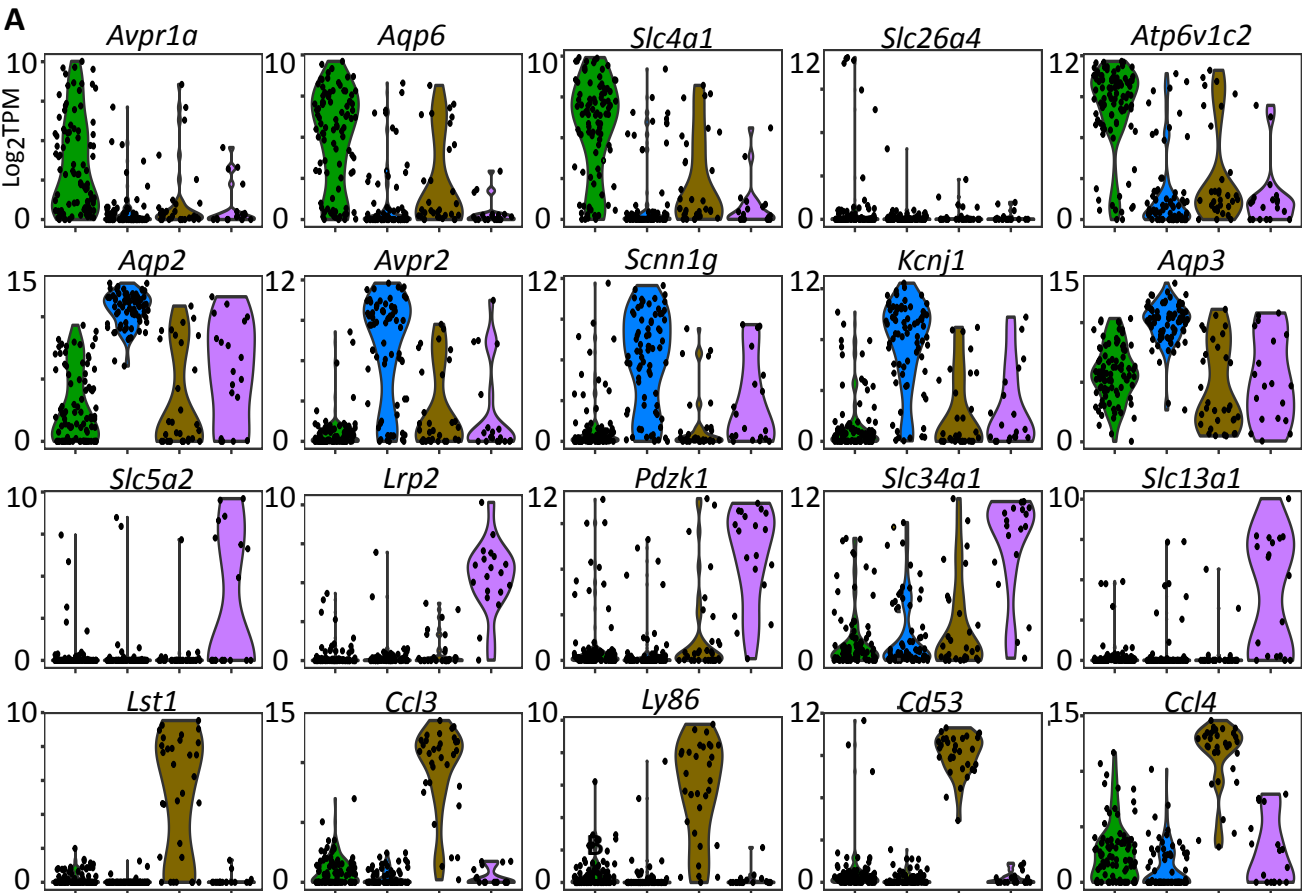 A
Avpr1a Aqp6 Slc4a1 Slc26a4 Atp6v1c2
10 10 10 12 12
Log2TPM
0 0 0 0 0
Aqp2 Avpr2 Scnn1g Kcnj1 Aqp3
15 12 12 12 15
0 0 0 0 0
Slc5a2 Lrp2 Pdzk1 Slc34a1 Slc13a1
10 10 12 12 10
0 0 0 0 0
Lst1 Ccl3 Ly86 Cd53 Ccl4
10 15 10 12 15
B
0 0 0 0 0